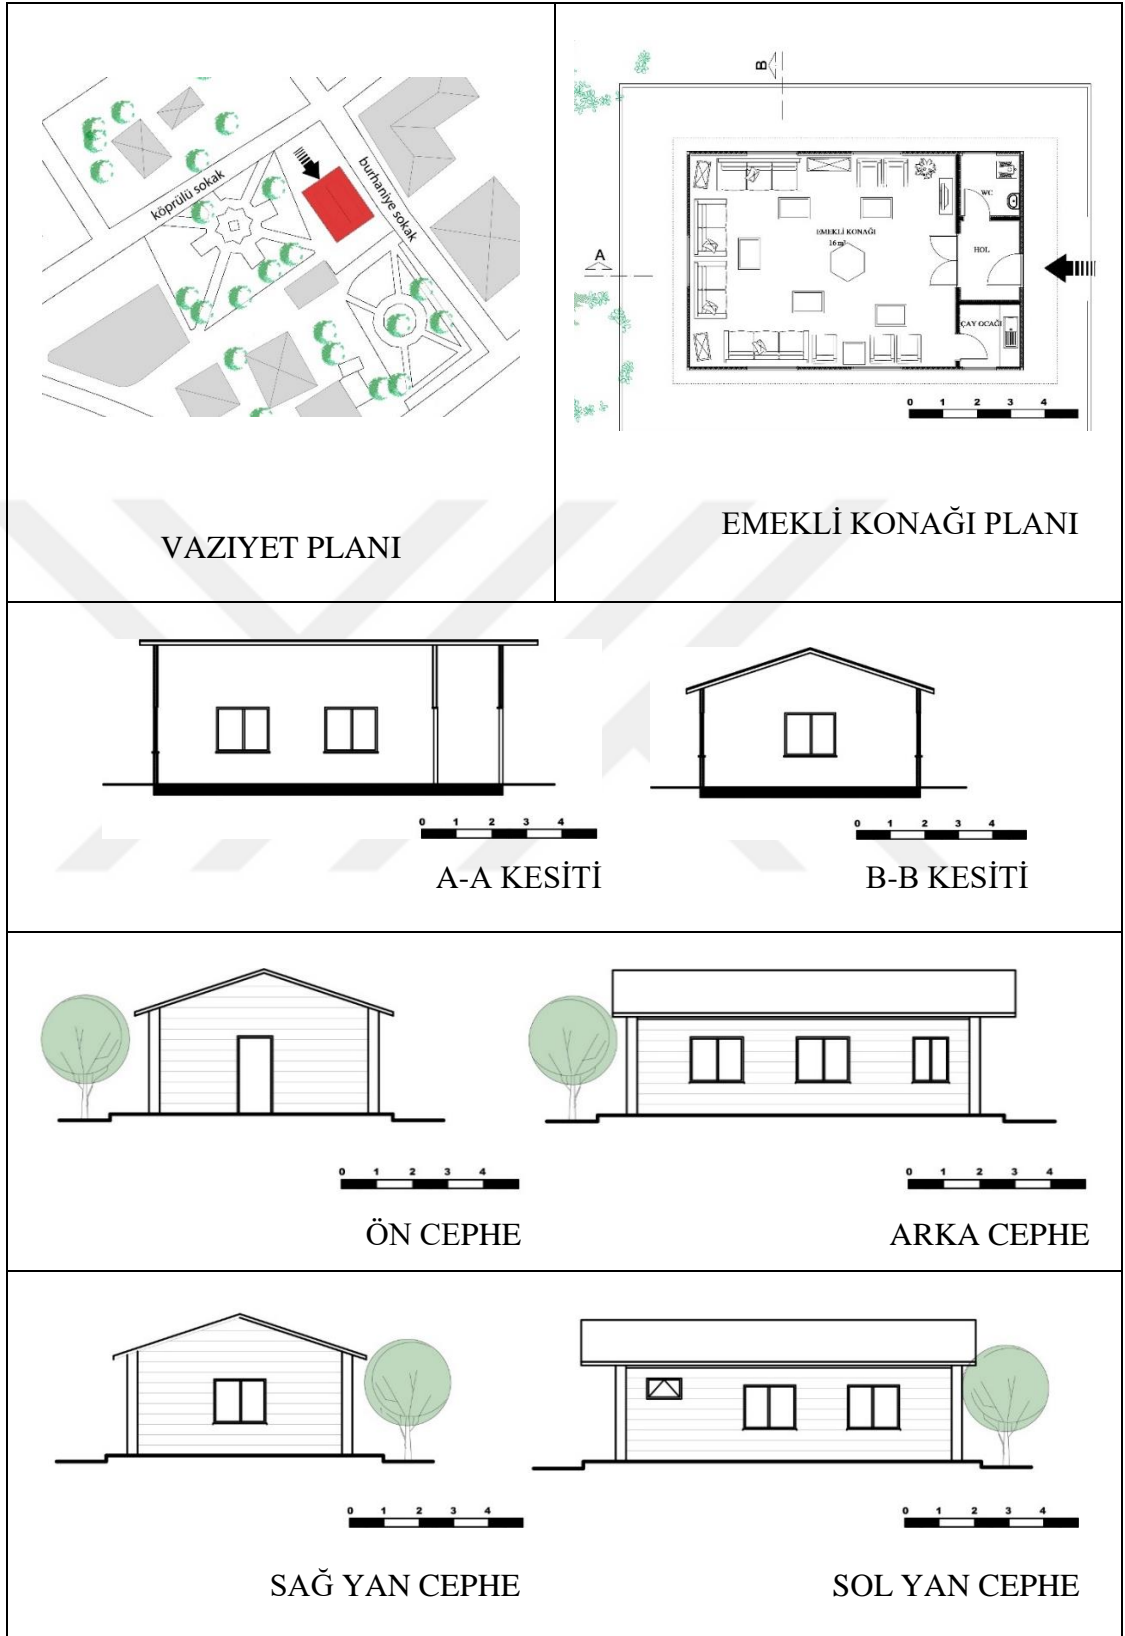 köprülü sokak
burhaniye sokak
VAZIYET PLANI
B
A
EMEKLİ KONAĞI
16 m²
WC
HOL
ÇAY OCAĞI
0 1 2 3 4
EMEKLİ KONAĞI PLANI
0 1 2 3 4
A-A KESİTİ
0 1 2 3 4
B-B KESİTİ
0 1 2 3 4
ÖN CEPHE
0 1 2 3 4
ARKA CEPHE
0 1 2 3 4
SAĞ YAN CEPHE
0 1 2 3 4
SOL YAN CEPHE